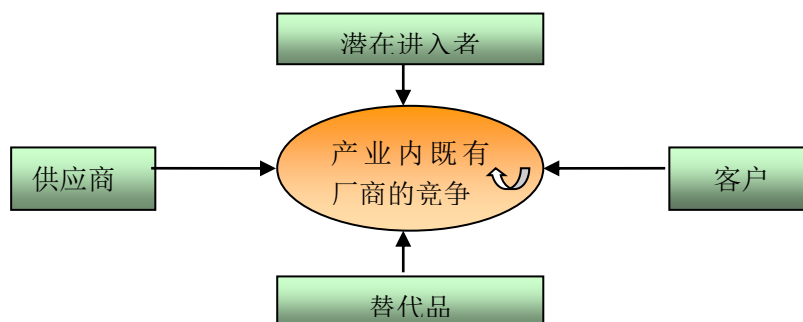 潜在讲入者
供应商
产业内既有
厂商的竞争
客户
替代品